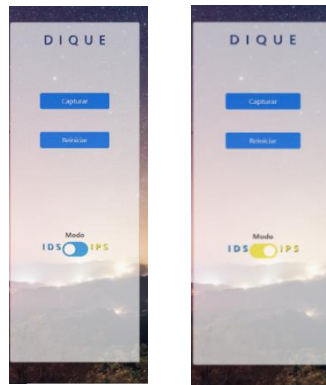 DIQUE
Capturar
Reiniciar
Modo
IDS IPS
DIQUE
Capturar
Reiniciar
Modo
IDS IPS